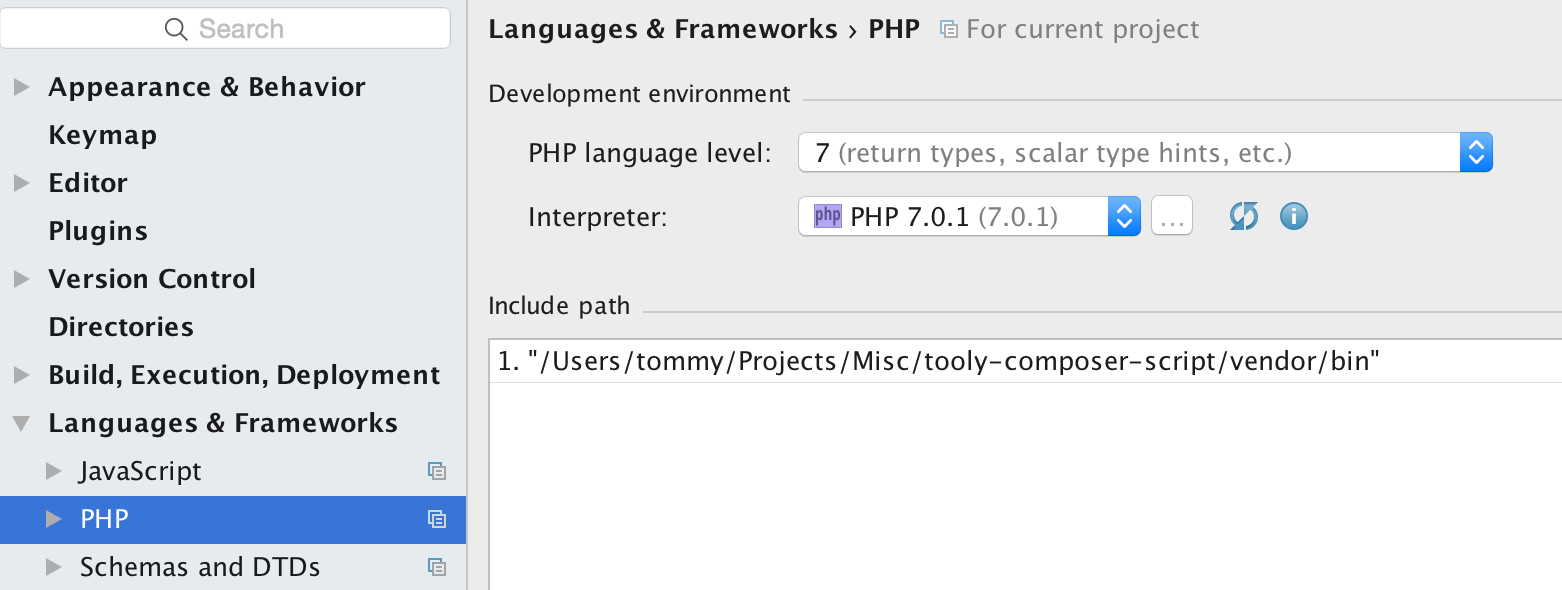 Search
Appearance & Behavior
Keymap
Editor
Plugins
Version Control
Directories
Build, Execution, Deployment
Languages & Frameworks
JavaScript
PHP
Schemas and DTDs
Languages & Frameworks › PHP For current project
Development environment
PHP language level: 7 (return types, scalar type hints, etc.)
Interpreter: php PHP 7.0.1 (7.0.1) ... i
Include path
1. "/Users/tommy/Projects/Misc/tooly-composer-script/vendor/bin"